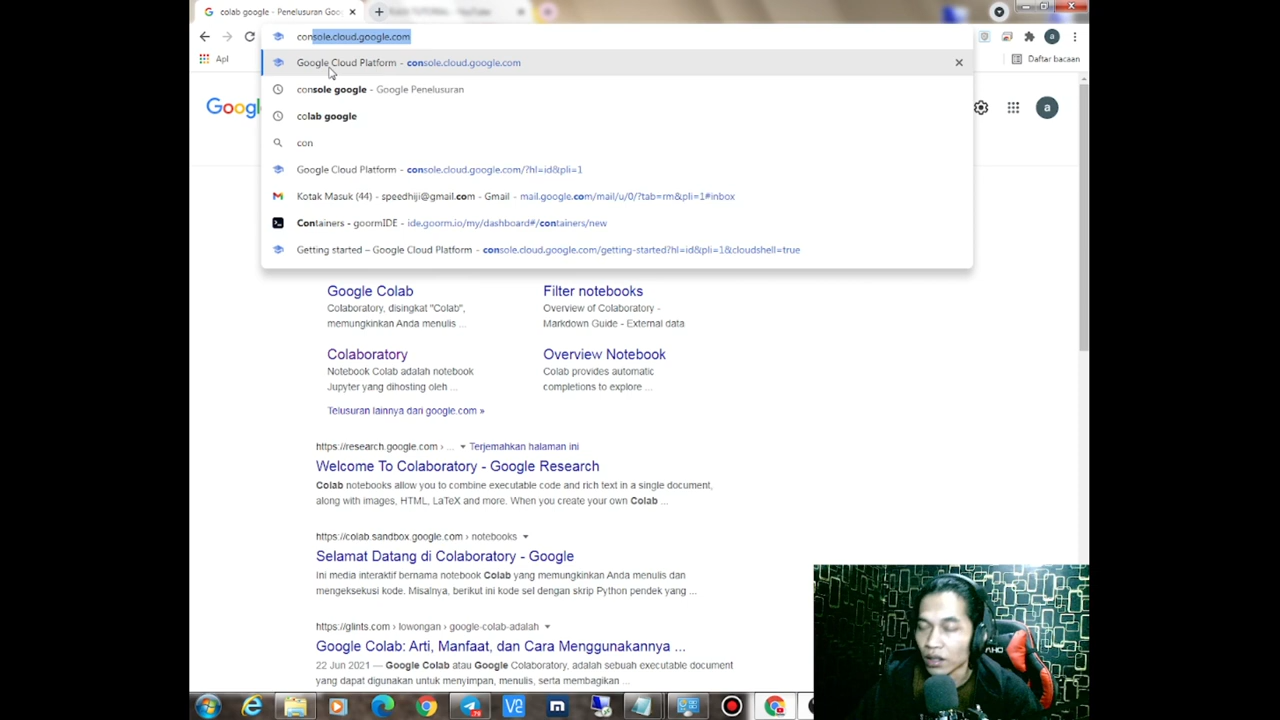 colab google - Penelusuran Goo
console.cloud.google.com
Apl
Daftar bacaan
Google Cloud Platform - console.cloud.google.com
console google - Google Penelusuran
colab google
con
Google Cloud Platform - console.cloud.google.com/?hl=id&pli=1
Kotak Masuk (44) - speedhiji@gmail.com - Gmail - mail.google.com/mail/u/0/?tab=rm&pli=1#inbox
Containers - goormIDE - ide.goorm.io/my/dashboard#/containers/new
Getting started – Google Cloud Platform - console.cloud.google.com/getting-started?hl=id&pli=1&cloudshell=true
Googl
a
a
Google Colab
Colaboratory, disingkat "Colab",
memungkinkan Anda menulis ...
Filter notebooks
Overview of Colaboratory -
Markdown Guide - External data
Colaboratory
Notebook Colab adalah notebook
Jupyter yang dihosting oleh ...
Overview Notebook
Colab provides automatic
completions to explore ...
Telusuran lainnya dari google.com »
https://research.google.com › ... Terjemahkan halaman ini
Welcome To Colaboratory - Google Research
Colab notebooks allow you to combine executable code and rich text in a single document,
along with images, HTML, LaTeX and more. When you create your own Colab ...
https://colab.sandbox.google.com › notebooks
Selamat Datang di Colaboratory - Google
Ini media interaktif bernama notebook Colab yang memungkinkan Anda menulis dan
mengeksekusi kode. Misalnya, berikut ini kode sel dengan skrip Python pendek yang ...
https://glints.com › lowongan › google-colab-adalah
Google Colab: Arti, Manfaat, dan Cara Menggunakannya ...
22 Jun 2021 — Google Colab atau Google Colaboratory, adalah sebuah executable document
yang dapat digunakan untuk menyimpan, menulis, serta membagikan ...